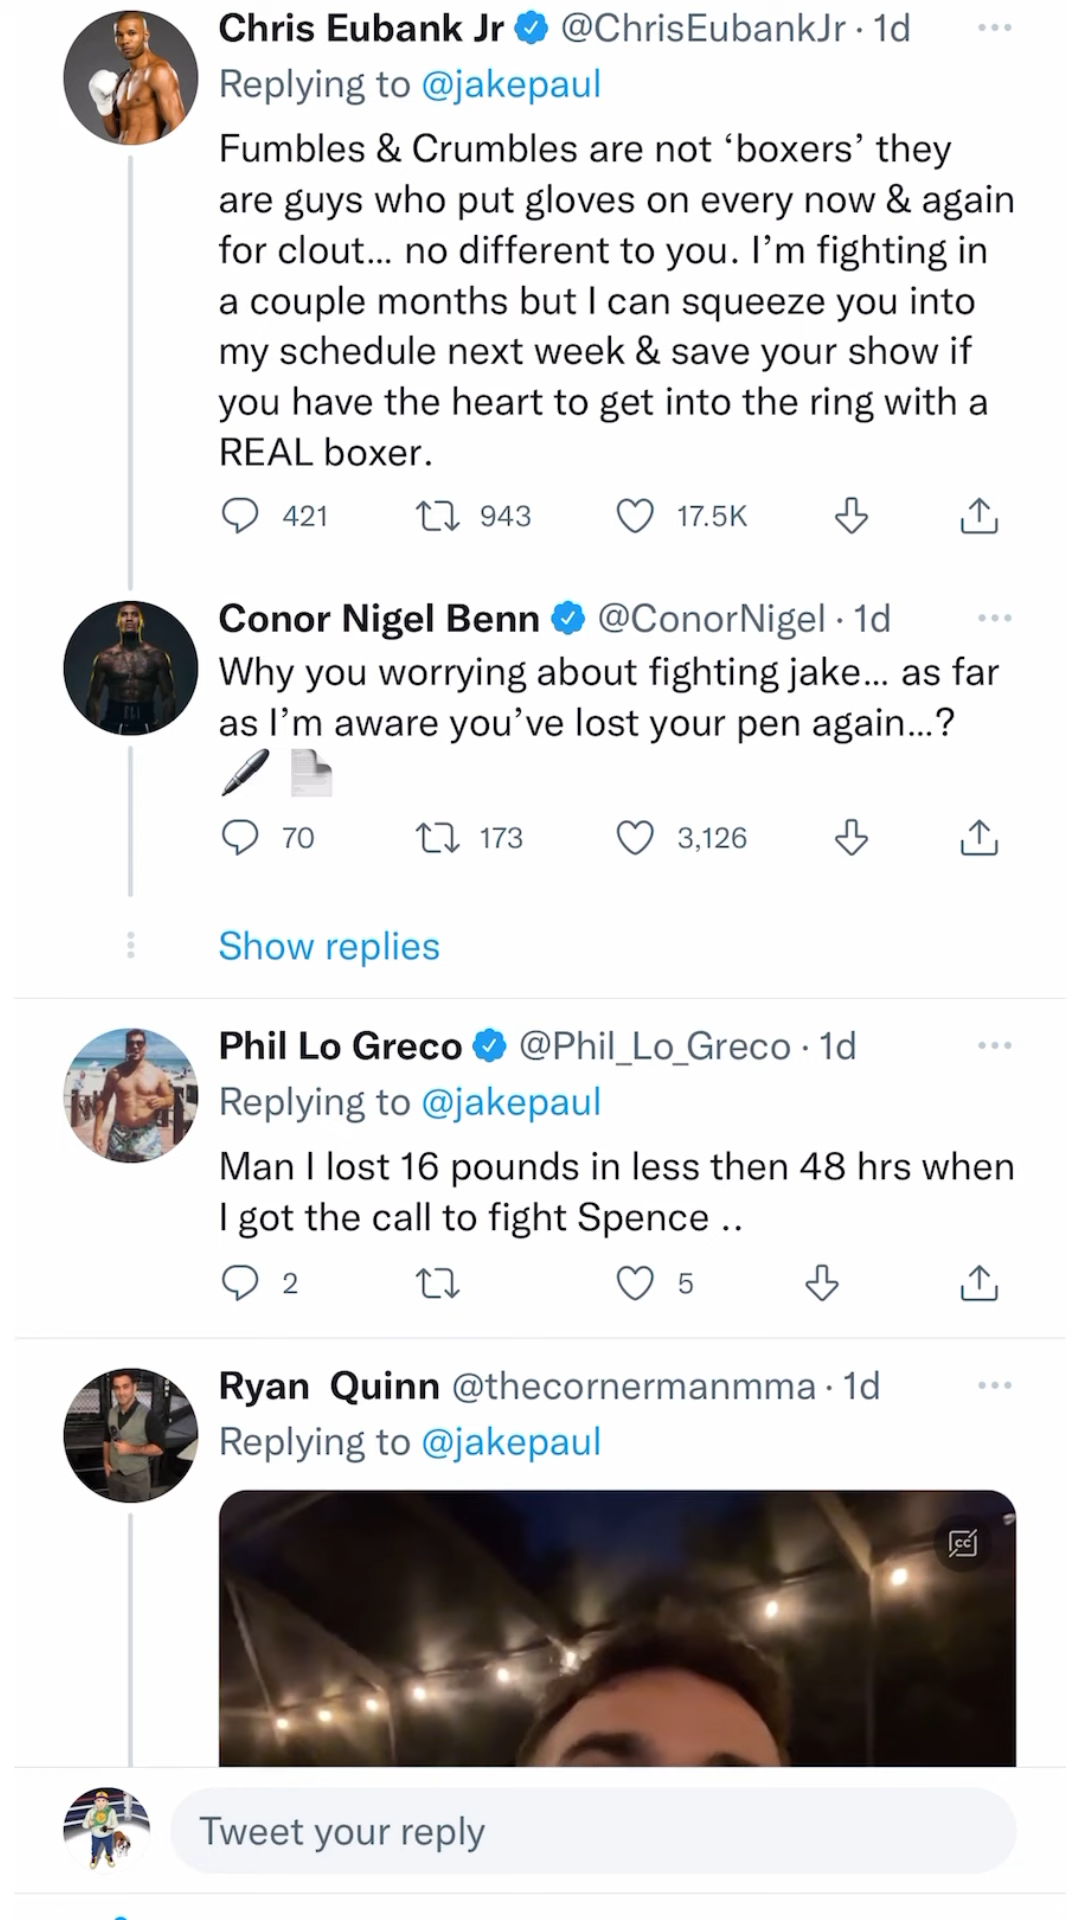 Chris Eubank Jr @ChrisEubankJr · 1d
Replying to @jakepaul
Fumbles & Crumbles are not ‘boxers’ they
are guys who put gloves on every now & again
for clout... no different to you. I’m fighting in
a couple months but I can squeeze you into
my schedule next week & save your show if
you have the heart to get into the ring with a
REAL boxer.
421 943 17.5K
Conor Nigel Benn @ConorNigel · 1d
Why you worrying about fighting jake... as far
as I’m aware you’ve lost your pen again...?
70 173 3,126
Show replies
Phil Lo Greco @Phil_Lo_Greco · 1d
Replying to @jakepaul
Man I lost 16 pounds in less then 48 hrs when
I got the call to fight Spence ..
2 5
Ryan Quinn @thecornermanmma · 1d
Replying to @jakepaul
cc
Tweet your reply